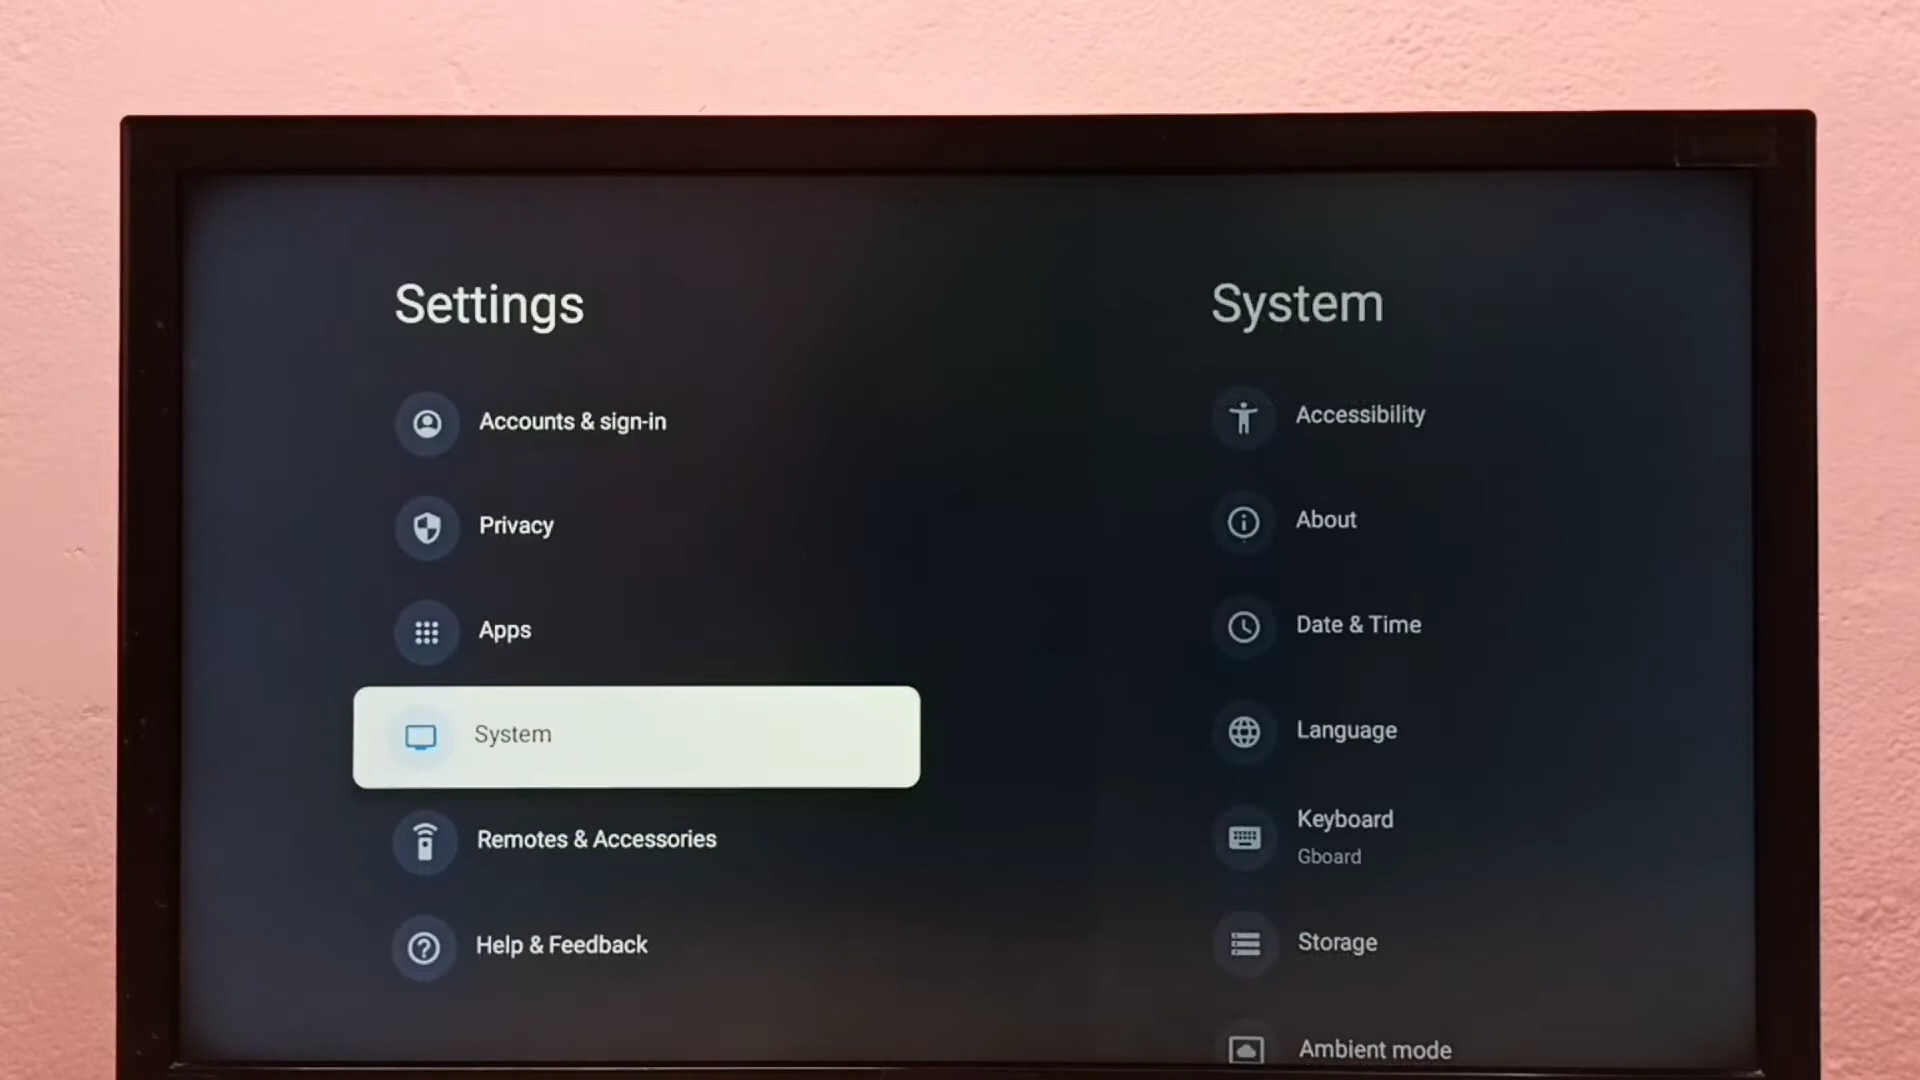 Settings
Accounts & sign-in
Privacy
Apps
System
Remotes & Accessories
Help & Feedback
System
Accessibility
About
Date & Time
Language
Keyboard
Gboard
Storage
Ambient mode